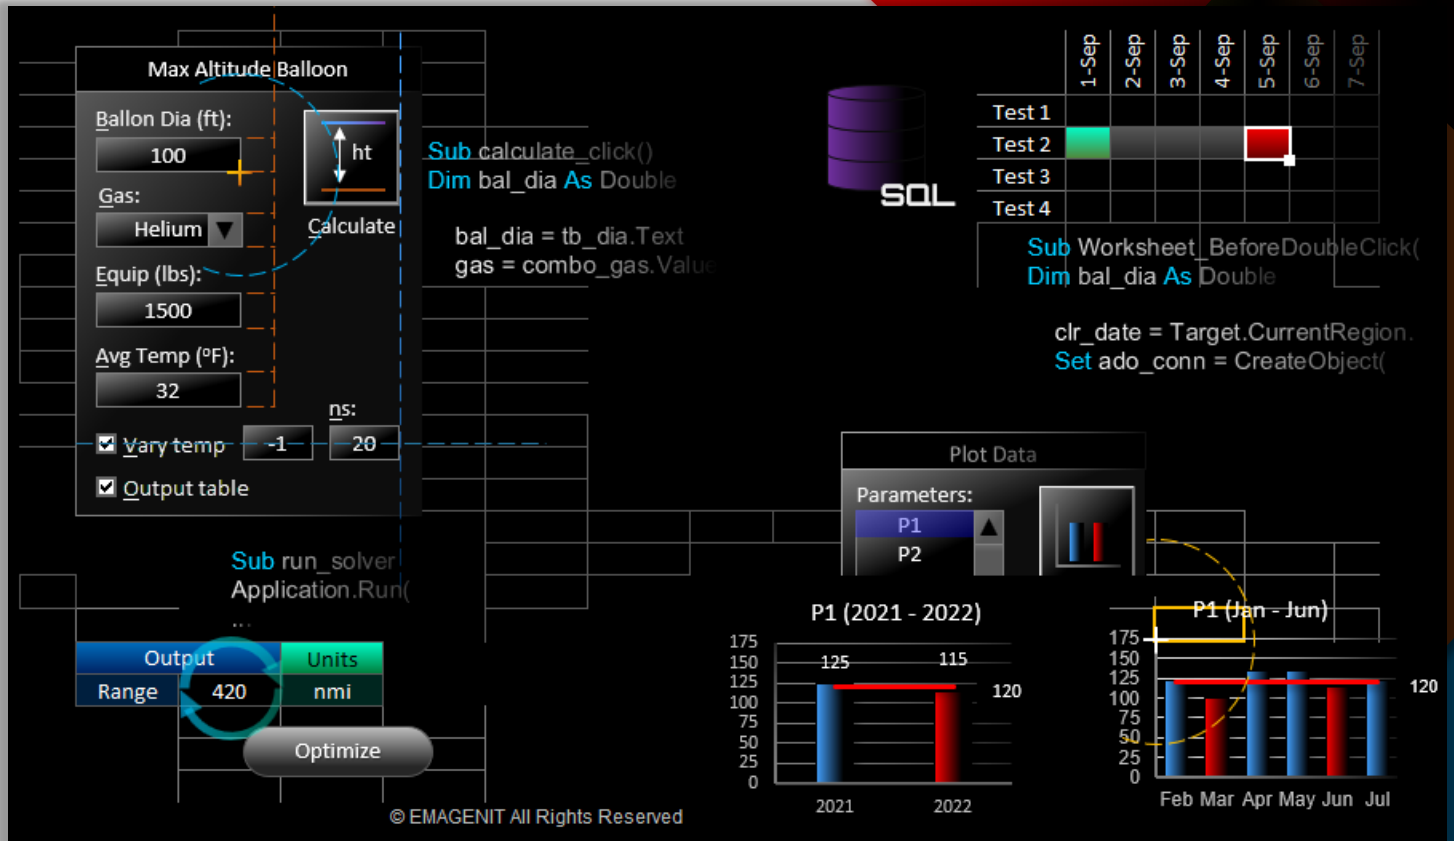 Max Altitude Balloon
Ballon Dia (ft):
100
ht
Calculate
Gas:
Helium
Equip (lbs):
1500
Avg Temp (ºF):
32
ns:
Vary temp -1 20
Output table
Sub calculate_click()
Dim bal_dia As Double
bal_dia = tb_dia.Text
gas = combo_gas.Value
SQL
1-Sep 2-Sep 3-Sep 4-Sep 5-Sep 6-Sep 7-Sep
Test 1
Test 2
Test 3
Test 4
Sub Worksheet_BeforeDoubleClick(
Dim bal_dia As Double
clr_date = Target.CurrentRegion.
Set ado_conn = CreateObject(
Sub run_solver
Application.Run(
...
Output Units
Range 420 nmi
Optimize
Plot Data
Parameters:
P1
P2
P1 (2021 - 2022)
175
150
125
100
75
50
25
0
125
115
120
2021 2022
P1 (Jan - Jun)
175
150
125
100
75
50
25
0
120
Feb Mar Apr May Jun Jul
© EMAGENIT All Rights Reserved